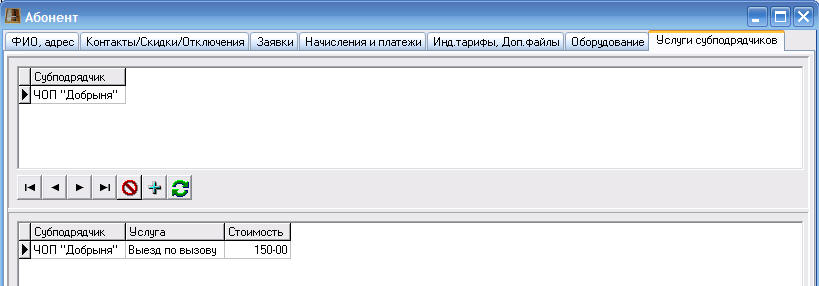 Абонент
ФИО, адрес Контакты/Скидки/Отключения Заявки Начисления и платежи Инд.тарифы, Доп.файлы Оборудование Услуги субподрядчиков
Субподрядчик
ЧОП "Добрыня"
Субподрядчик Услуга Стоимость
ЧОП "Добрыня" Выезд по вызову 150-00